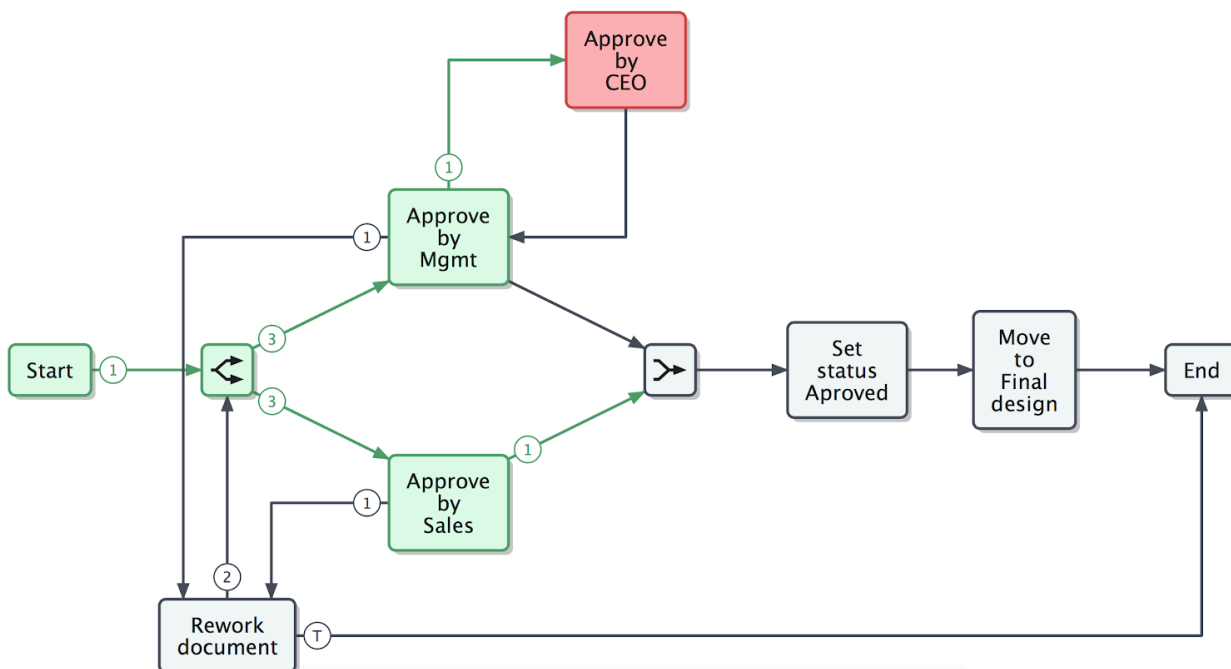 Approve
by
CEO
1
Approve
by
Mgmt
1
3
Start
1
Set
status
Aproved
Move
to
Final
design
End
3
1
Approve
by
Sales
1
2
Rework
document
T